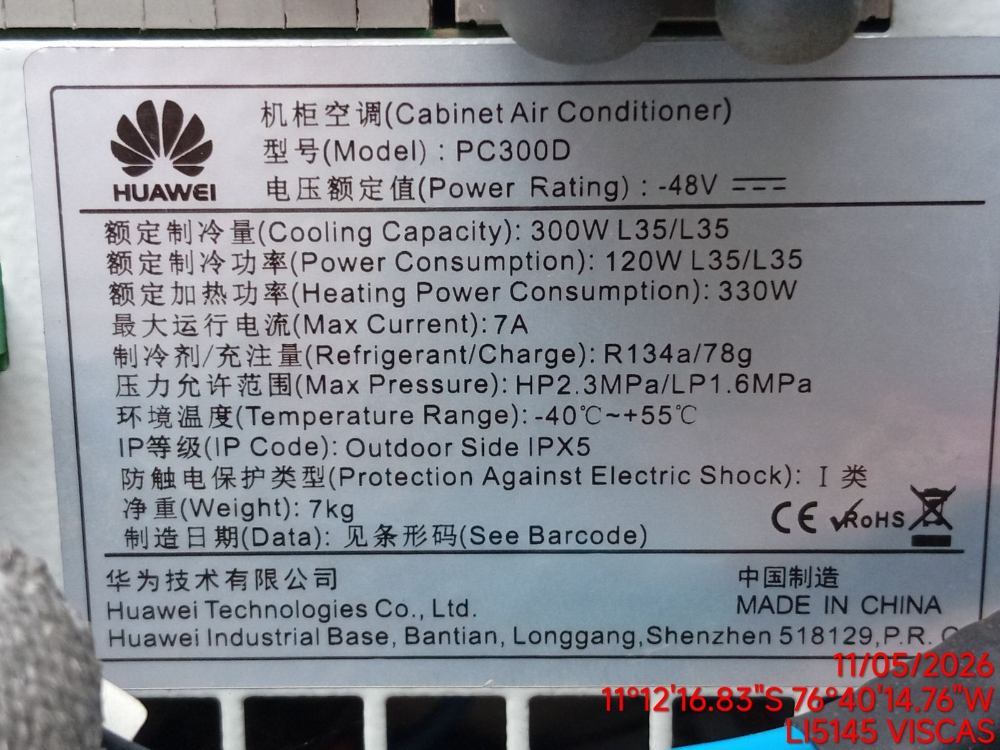 HUAWEI
机柜空调(Cabinet Air Conditioner)
型号(Model) : PC300D
电压额定值(Power Rating) : -48V
额定制冷量(Cooling Capacity): 300W L35/L35
额定制冷功率(Power Consumption): 120W L35/L35
额定加热功率(Heating Power Consumption): 330W
最大运行电流(Max Current): 7A
制冷剂/充注量(Refrigerant/Charge): R134a/78g
压力允许范围(Max Pressure): HP2.3MPa/LP1.6MPa
环境温度(Temperature Range): -40℃~+55℃
IP等级(IP Code): Outdoor Side IPX5
防触电保护类型(Protection Against Electric Shock): I 类
净重(Weight): 7kg
CE RoHS
制造日期(Data): 见条形码(See Barcode)
华为技术有限公司
中国制造
Huawei Technologies Co., Ltd.
MADE IN CHINA
Huawei Industrial Base, Bantian, Longgang,Shenzhen 518129,P.R.
11/05/2026
11°12'16.83"S 76°40'14.76"W
LI5145 VISCAS